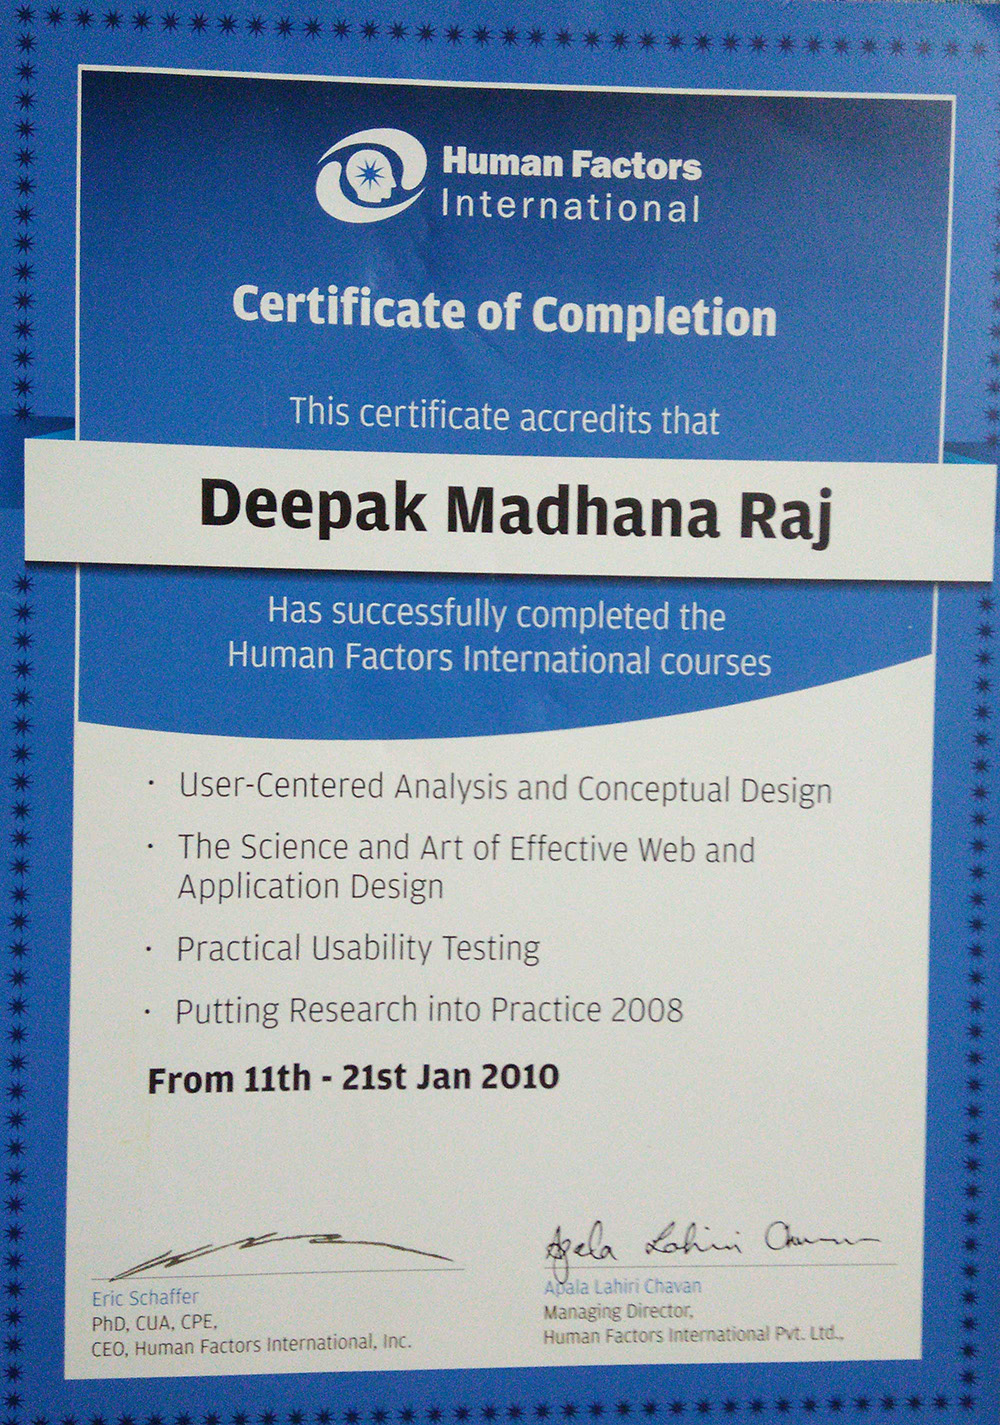 Human Factors
International
Certificate of Completion
This certificate accredits that
Deepak Madhana Raj
Has successfully completed the
Human Factors International courses
· User-Centered Analysis and Conceptual Design
· The Science and Art of Effective Web and
Application Design
· Practical Usability Testing
· Putting Research into Practice 2008
From 11th - 21st Jan 2010
Apala Lahiri Chavan
Eric Schaffer
PhD, CUA, CPE,
CEO, Human Factors International, Inc.
Apala Lahiri Chavan
Managing Director,
Human Factors International Pvt. Ltd.,